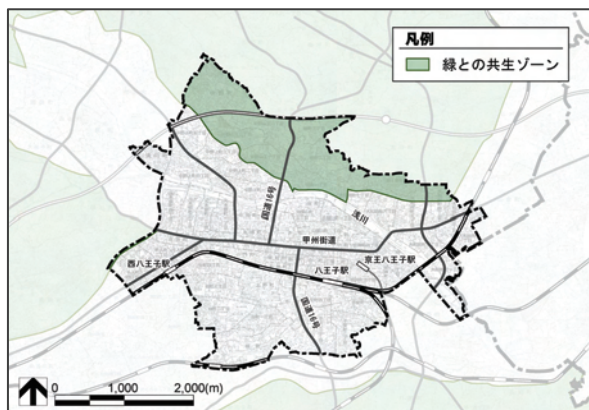 凡例
緑との共生ゾーン
国道16号
浅川
甲州街道
西八王子駅
八王子駅
京王八王子駅
国道16号
0 1,000 2,000(m)